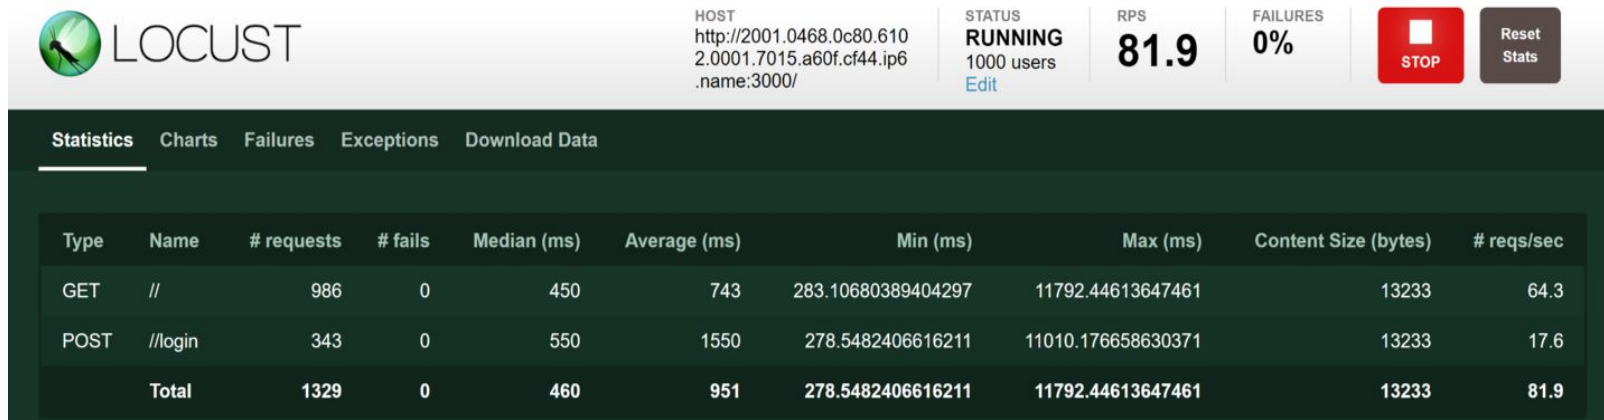 LOCUST
HOST
http://2001.0468.0c80.610
2.0001.7015.a60f.cf44.ip6
.name:3000/
STATUS
RUNNING
1000 users
Edit
RPS
81.9
FAILURES
0%
STOP
Reset
Stats
Statistics Charts Failures Exceptions Download Data
Type Name # requests # fails Median (ms) Average (ms) Min (ms) Max (ms) Content Size (bytes) # reqs/sec
GET // 986 0 450 743 283.10680389404297 11792.44613647461 13233 64.3
POST //login 343 0 550 1550 278.5482406616211 11010.176658630371 13233 17.6
Total 1329 0 460 951 278.5482406616211 11792.44613647461 13233 81.9